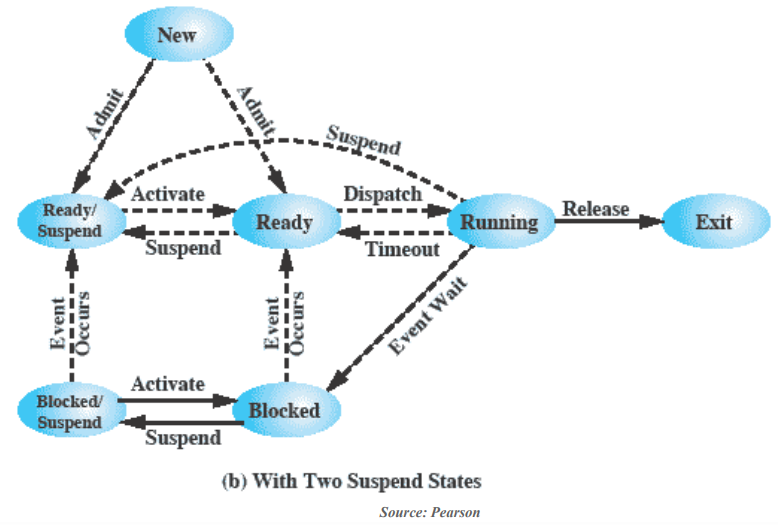 New
Admit
Admit
Suspend
Ready/
Suspend
Activate
Suspend
Ready
Dispatch
Timeout
Running
Release
Exit
Event
Occurs
Event
Occurs
Event Wait
Blocked/
Suspend
Activate
Suspend
Blocked
(b) With Two Suspend States
Source: Pearson